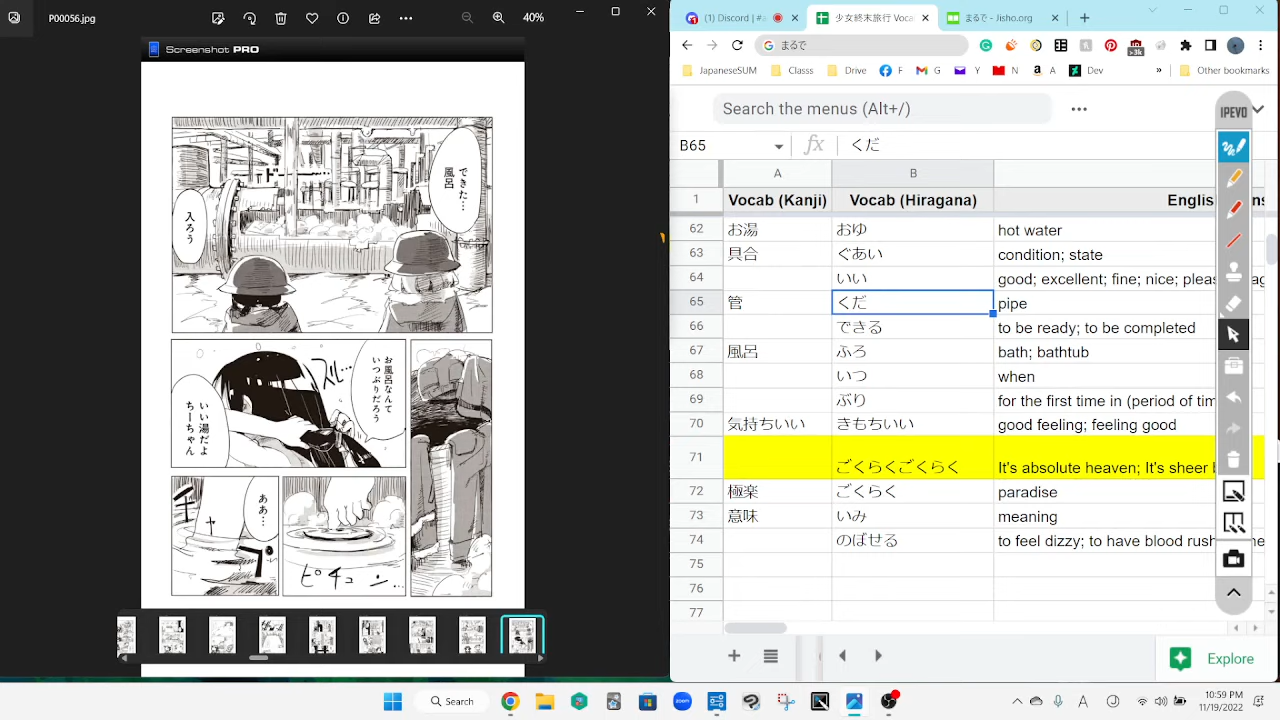 P00056.jpg
40%
Screenshot PRO
できた…
風呂
ドー…
入ろう
お風呂なんて
いつぶりだろう
いい湯だよ
ちーちゃん
ああ…
ピチョン…
(1) Discord | #
少女終末旅行 Voca
まるで - Jisho.org
まるで
>3k
JapaneseSUM
Classs
Drive
F
M
G
Y
N
A
Dev
»
Other bookmarks
Search the menus (Alt+/)
IPEVO
B65
fx
くだ
A
B
1
Vocab (Kanji)
Vocab (Hiragana)
62
お湯
おゆ
hot water
63
具合
ぐあい
condition; state
64
いい
good; excellent; fine; nice; pleas
65
管
くだ
pipe
66
できる
to be ready; to be completed
67
風呂
ふろ
bath; bathtub
68
いつ
when
69
ぶり
for the first time in (period of tim
70
気持ちいい
きもちいい
good feeling; feeling good
71
ごくらくごくらく
It's absolute heaven; It's sheer
72
極楽
ごくらく
paradise
73
意味
いみ
meaning
74
のぼせる
to feel dizzy; to have blood rush
75
76
77
Explore
Search
zoom
A
10:59 PM
11/19/2022